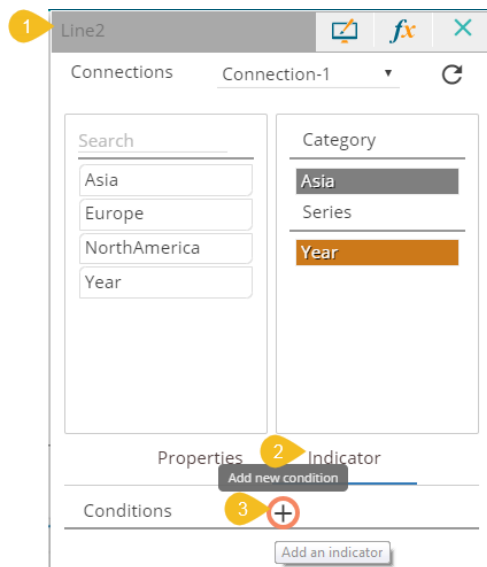 1
Line2
fx
Connections
Connection-1
Search
Asia
Europe
NorthAmerica
Year
Category
Asia
Series
Year
Properties
2
Indicator
Add new condition
Conditions
3
Add an indicator